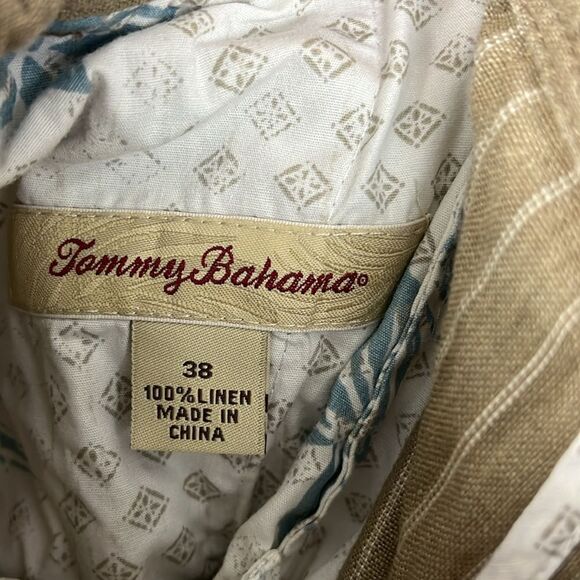 Tommy Bahama®
38
100% LINEN
MADE IN
CHINA